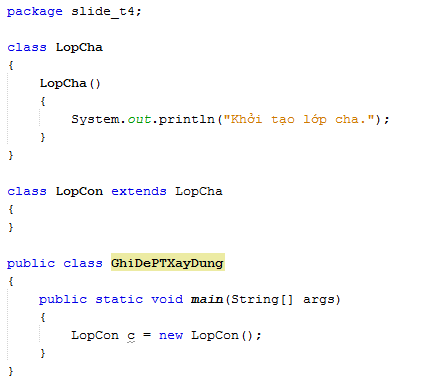 package slide_t4;
class LopCha
{
LopCha()
{
System.out.println("Khởi tạo lớp cha.");
}
}
class LopCon extends LopCha
{
}
public class GhiDePTXayDung
{
public static void main(String[] args)
{
LopCon c = new LopCon();
}
}